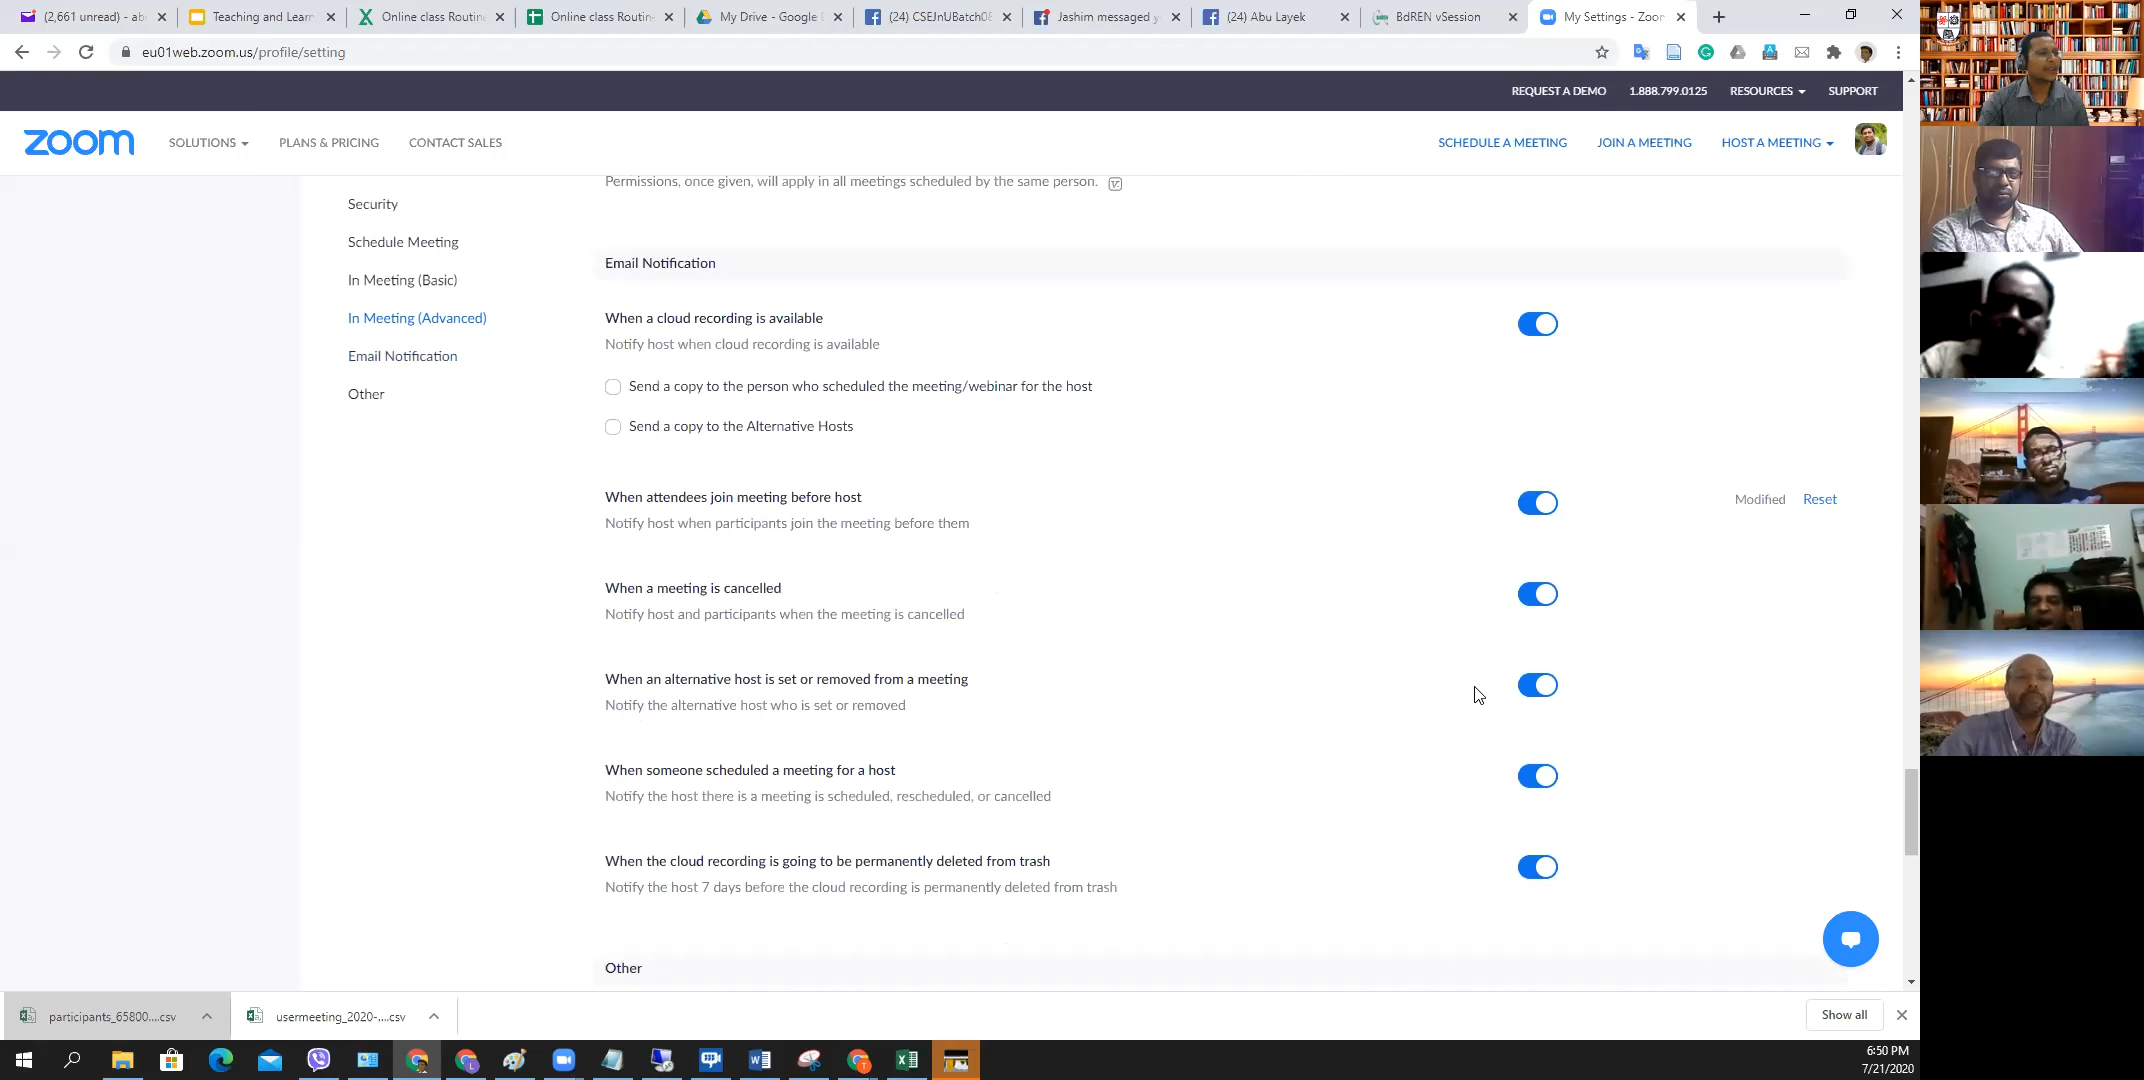 (2,661 unread) - ab
Teaching and Learn
Online class Routine
Online class Routin
My Drive - Google
(24) CSEJnUBatch08
Jashim messaged y
(24) Abu Layek
BdREN vSession
My Settings - Zoom
eu01web.zoom.us/profile/setting
REQUEST A DEMO
1.888.799.0125
RESOURCES
SUPPORT
zoom
SOLUTIONS
PLANS & PRICING
CONTACT SALES
SCHEDULE A MEETING
JOIN A MEETING
HOST A MEETING
Permissions, once given, will apply in all meetings scheduled by the same person.
Security
Schedule Meeting
In Meeting (Basic)
In Meeting (Advanced)
Email Notification
Other
Email Notification
When a cloud recording is available
Notify host when cloud recording is available
Send a copy to the person who scheduled the meeting/webinar for the host
Send a copy to the Alternative Hosts
When attendees join meeting before host
Modified Reset
Notify host when participants join the meeting before them
When a meeting is cancelled
Notify host and participants when the meeting is cancelled
When an alternative host is set or removed from a meeting
Notify the alternative host who is set or removed
When someone scheduled a meeting for a host
Notify the host there is a meeting is scheduled, rescheduled, or cancelled
When the cloud recording is going to be permanently deleted from trash
Notify the host 7 days before the cloud recording is permanently deleted from trash
Other
participants_65800....csv
usermeeting_2020-....csv
Show all
6:50 PM
7/21/2020